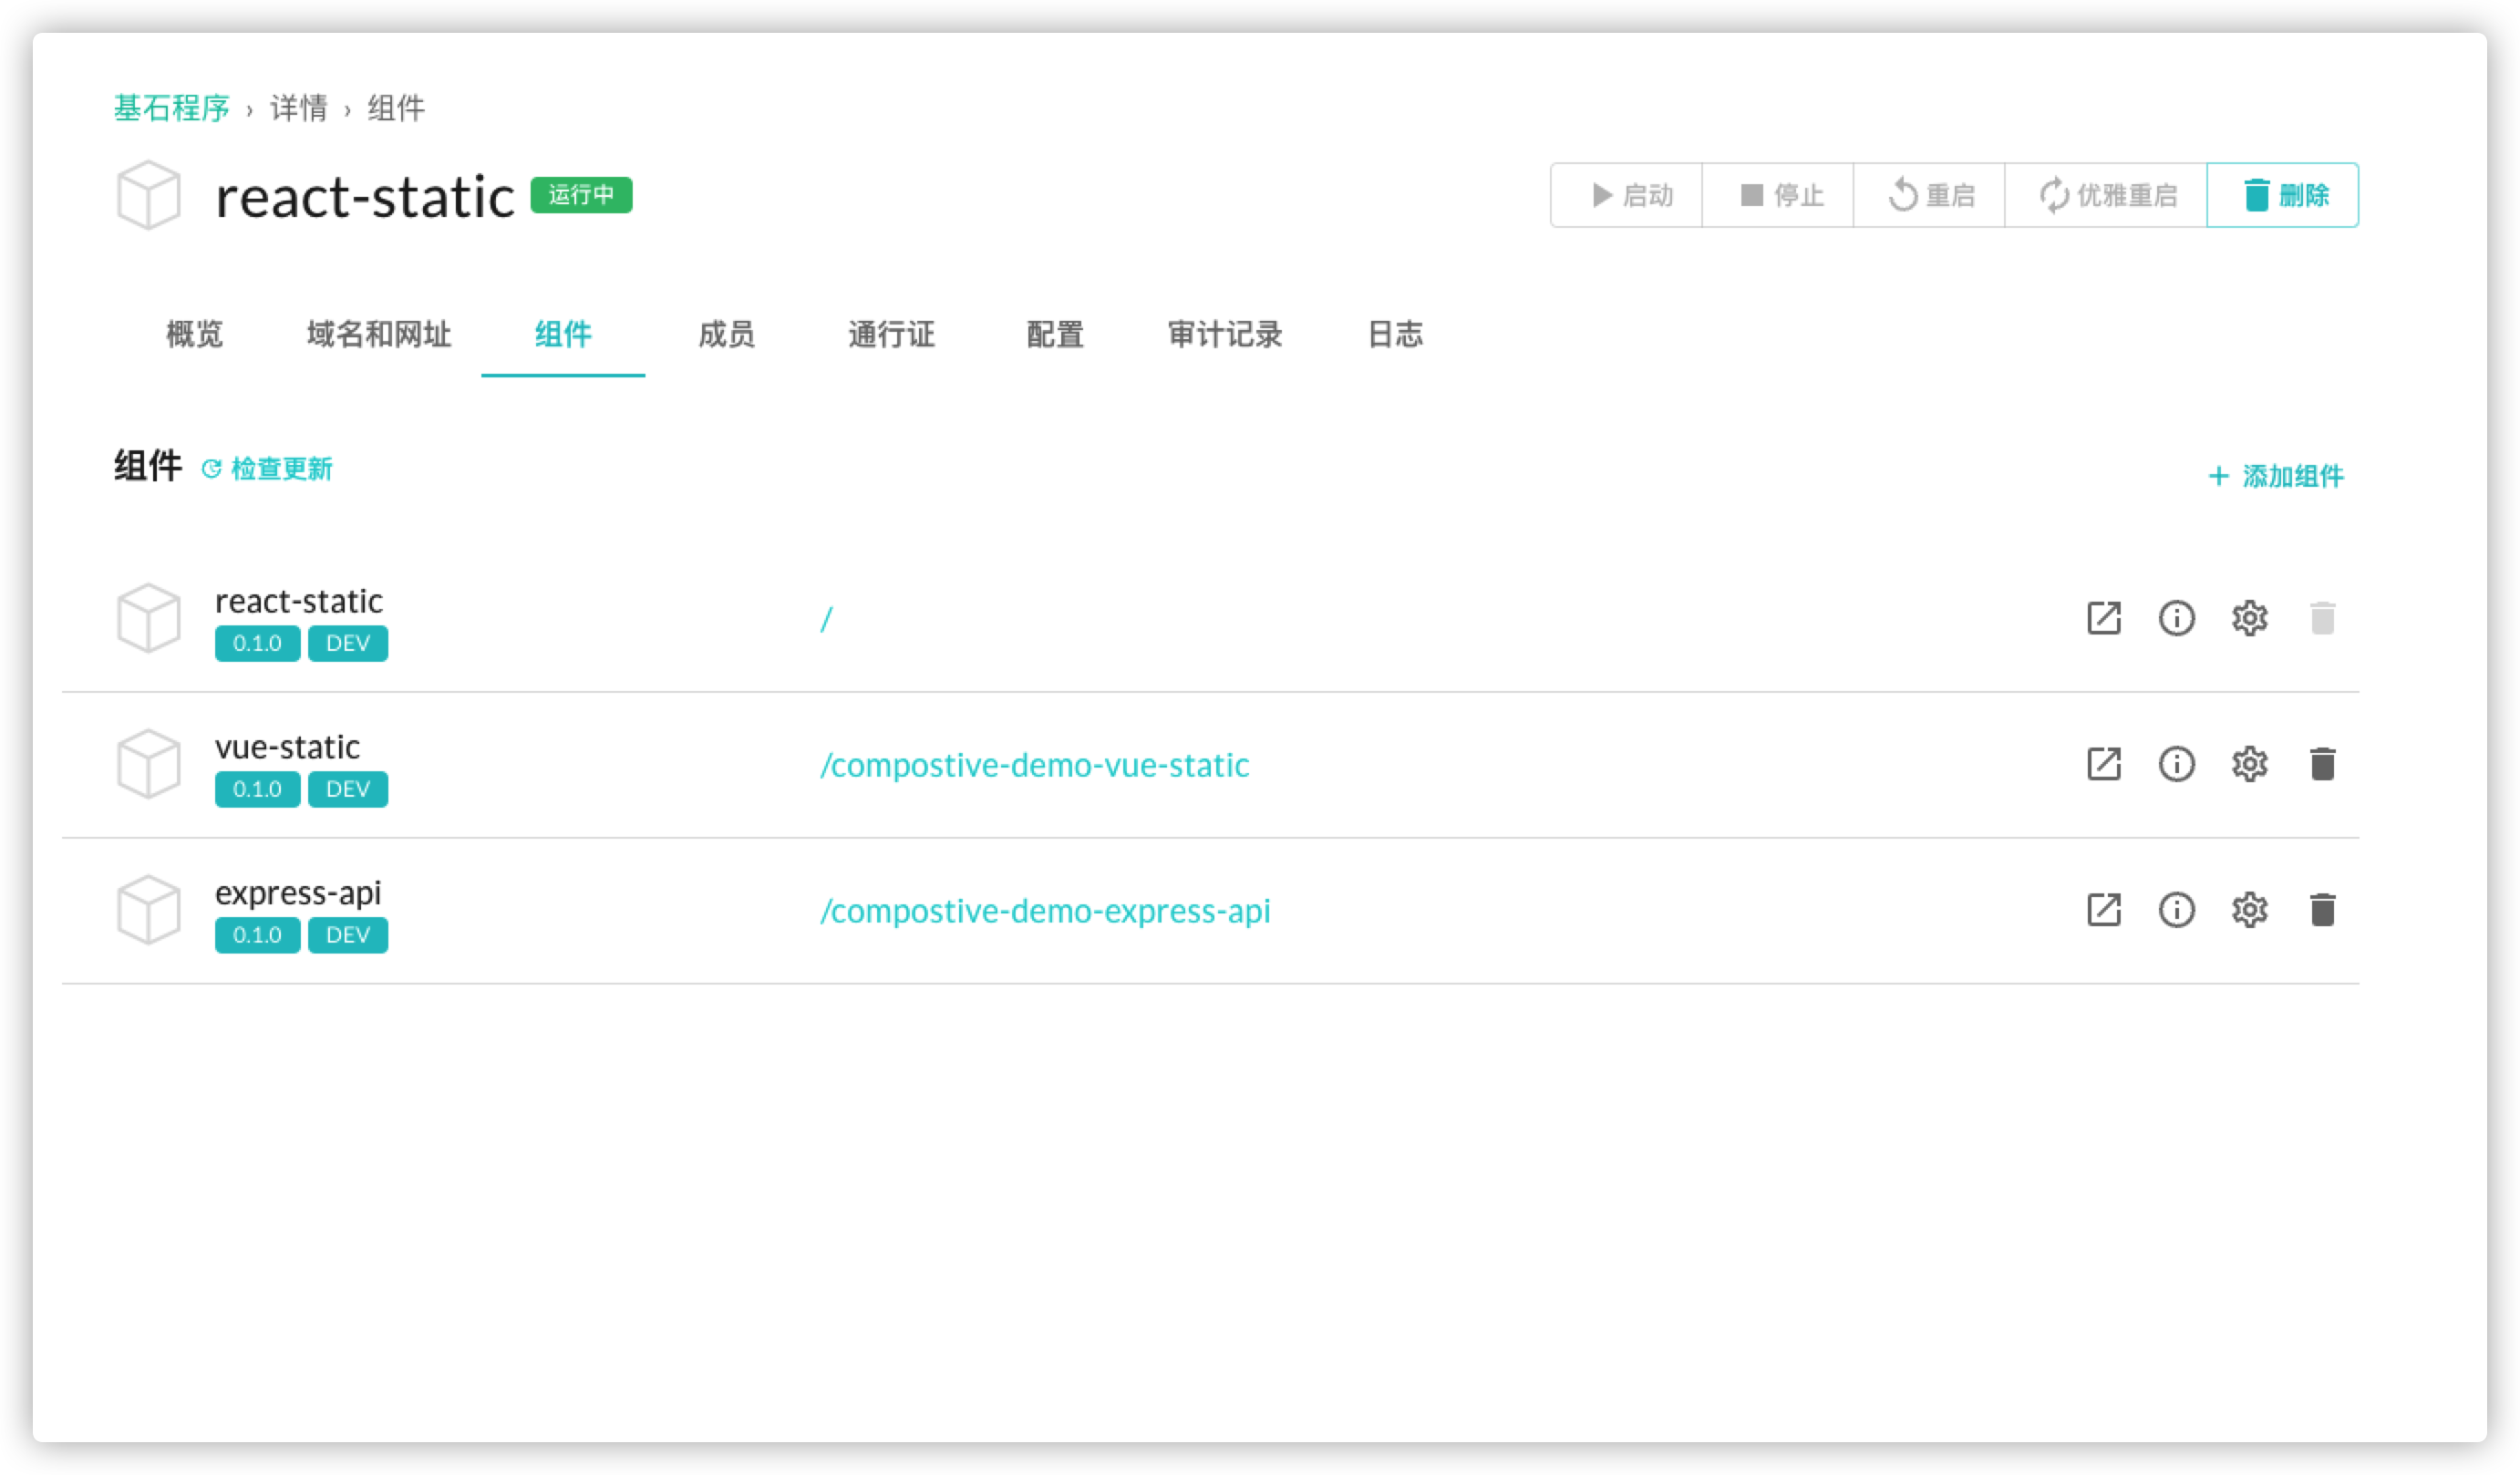 基石程序 › 详情 › 组件
react-static 运行中
启动 停止 重启 优雅重启 删除
概览 域名和网址 组件 成员 通行证 配置 审计记录 日志
组件 检查更新
+ 添加组件
react-static
0.1.0 DEV
/
vue-static
0.1.0 DEV
/compostive-demo-vue-static
express-api
0.1.0 DEV
/compostive-demo-express-api